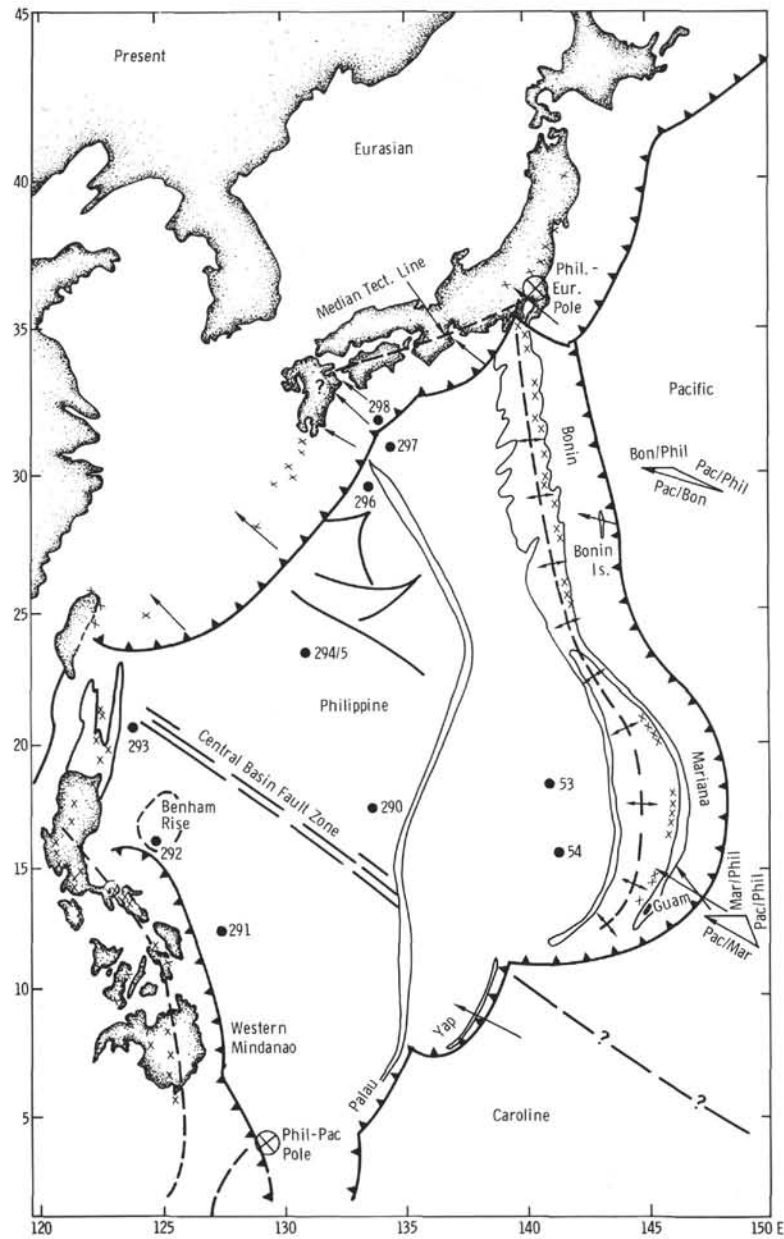 45
Present
Eurasian
40
Phil.-
Eur.
Pole
Median Tect. Line
35
?
Pacific
298
297
Bonin
Bon/Phil
Pac/Phil
Pac/Bon
30
296
Bonin
Is.
25
294/5
Philippine
293
Central Basin Fault Zone
20
Mariana
Benham
Rise
290
53
292
54
15
Mar/Phil
Pac/Phil
Guam
Pac/Mar
291
10
Western
Mindanao
Yap
?
Palau
Caroline
?
5
Phil-Pac
Pole
120
125
130
135
140
145
150 E